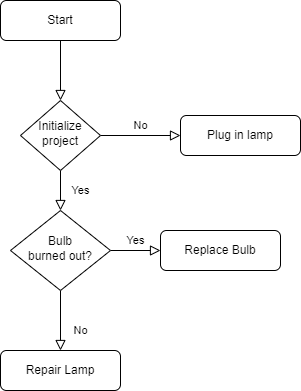 Start
Initialize
project
No
Plug in lamp
Yes
Bulb
burned out?
Yes
Replace Bulb
No
Repair Lamp